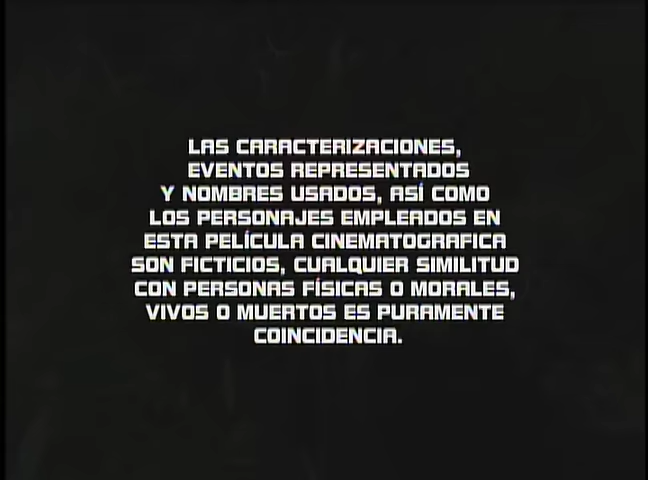 LAS CARACTERIZACIONES,
EVENTOS REPRESENTADOS
Y NOMBRES USADOS, ASÍ COMO
LOS PERSONAJES EMPLEADOS EN
ESTA PELÍCULA CINEMATOGRAFICA
SON FICTICIOS, CUALQUIER SIMILITUD
CON PERSONAS FÍSICAS O MORALES,
VIVOS O MUERTOS ES PURAMENTE
COINCIDENCIA.